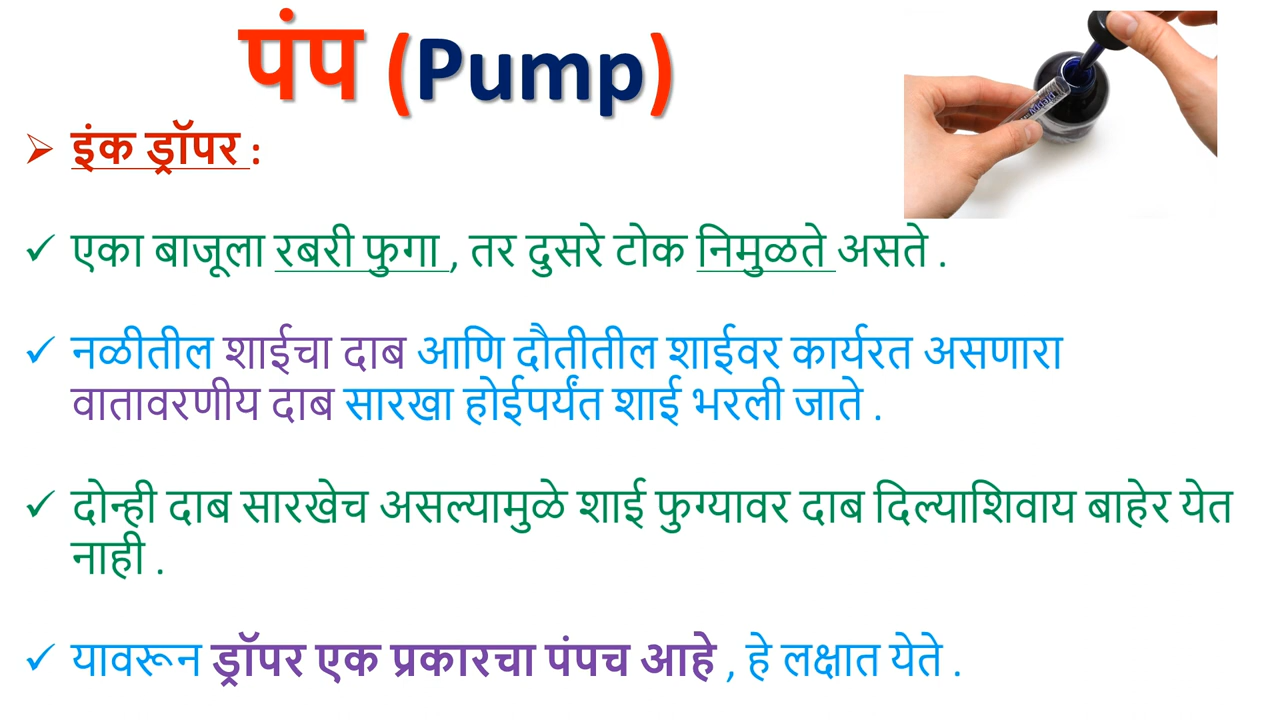 पंप (Pump)
इंक ड्रॉपर :
एका बाजूला रबरी फुगा , तर दुसरे टोक निमुळते असते .
नळीतील शाईचा दाब आणि दौतीतील शाईवर कार्यरत असणारा
वातावरणीय दाब सारखा होईपर्यंत शाई भरली जाते .
दोन्ही दाब सारखेच असल्यामुळे शाई फुग्यावर दाब दिल्याशिवाय बाहेर येत
नाही .
यावरून ड्रॉपर एक प्रकारचा पंपच आहे , हे लक्षात येते .